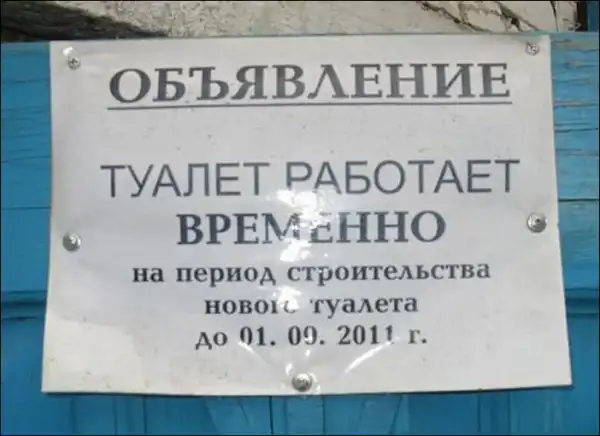 ОБЪЯВЛЕНИЕ
ТУАЛЕТ РАБОТАЕТ
ВРЕМЕННО
на период строительства
нового туалета
до 01. 09. 2011 г.